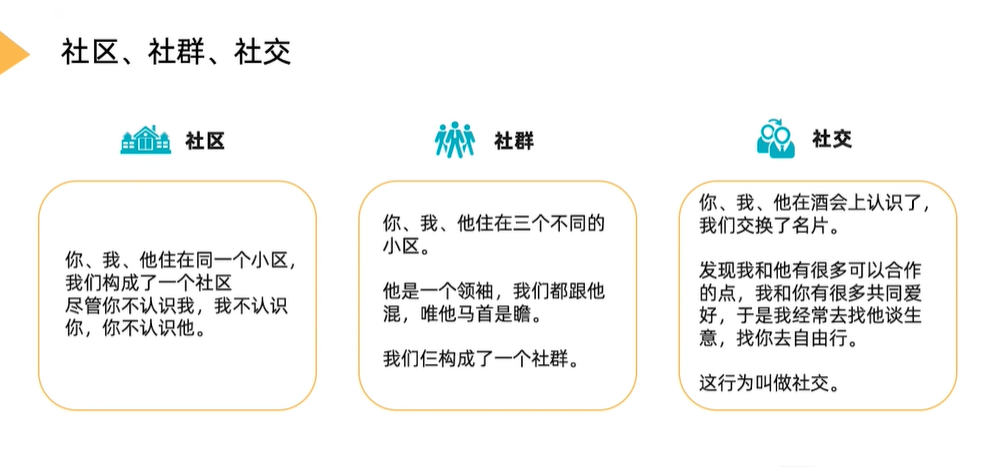 社区、社群、社交
社区
你、我、他住在同一个小区，
我们构成了一个社区
尽管你不认识我，我不认识
你，你不认识他。
社群
你、我、他住在三个不同的
小区。
他是一个领袖，我们都跟他
混，唯他马首是瞻。
我们仨构成了一个社群。
社交
你、我、他在酒会上认识了，
我们交换了名片。
发现我和他有很多可以合作
的点，我和你有很多共同爱
好，于是我经常去找他谈生
意，找你去自由行。
这行为叫做社交。